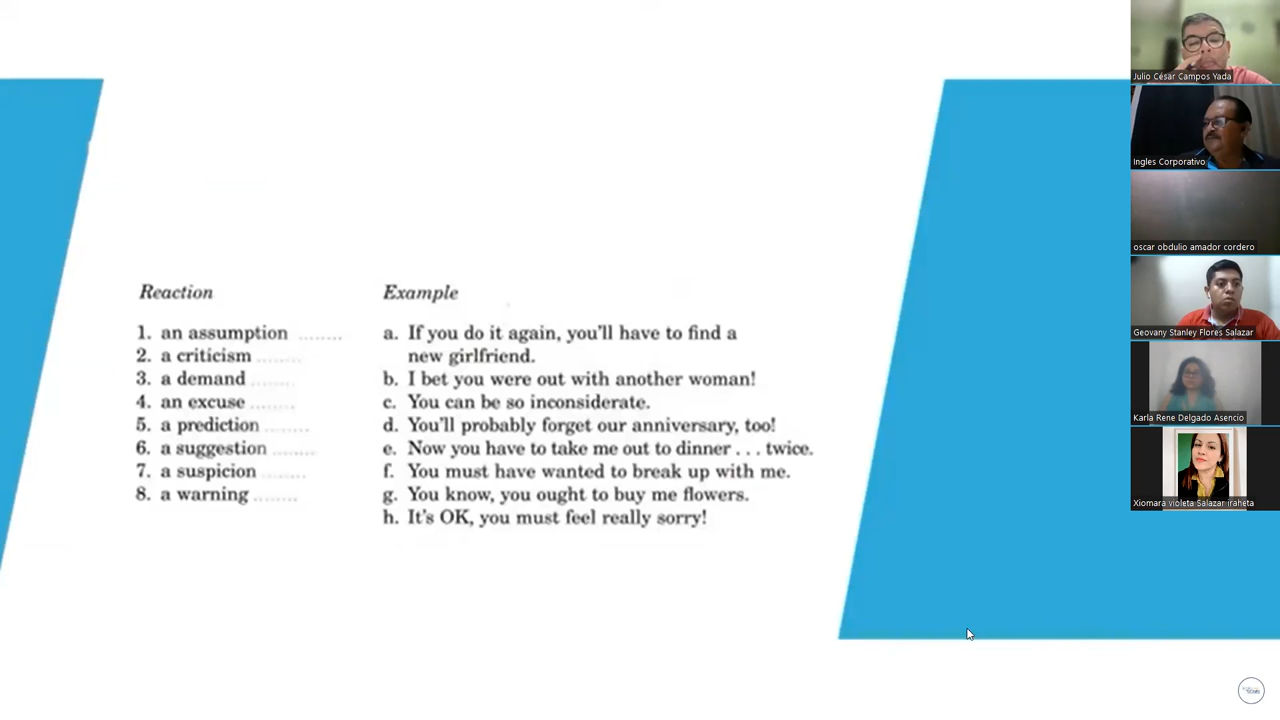 Reaction
1. an assumption ........
2. a criticism ........
3. a demand ........
4. an excuse ........
5. a prediction ........
6. a suggestion ........
7. a suspicion ........
8. a warning ........
Example
a. If you do it again, you'll have to find a
new girlfriend.
b. I bet you were out with another woman!
c. You can be so inconsiderate.
d. You'll probably forget our anniversary, too!
e. Now you have to take me out to dinner . . . twice.
f. You must have wanted to break up with me.
g. You know, you ought to buy me flowers.
h. It's OK, you must feel really sorry!
Julio César Campos Yada
Ingles Corporativo
oscar obdulio amador cordero
Geovany Stanley Flores Salazar
Karla Rene Delgado Asencio
Xiomara violeta Salazar iraheta